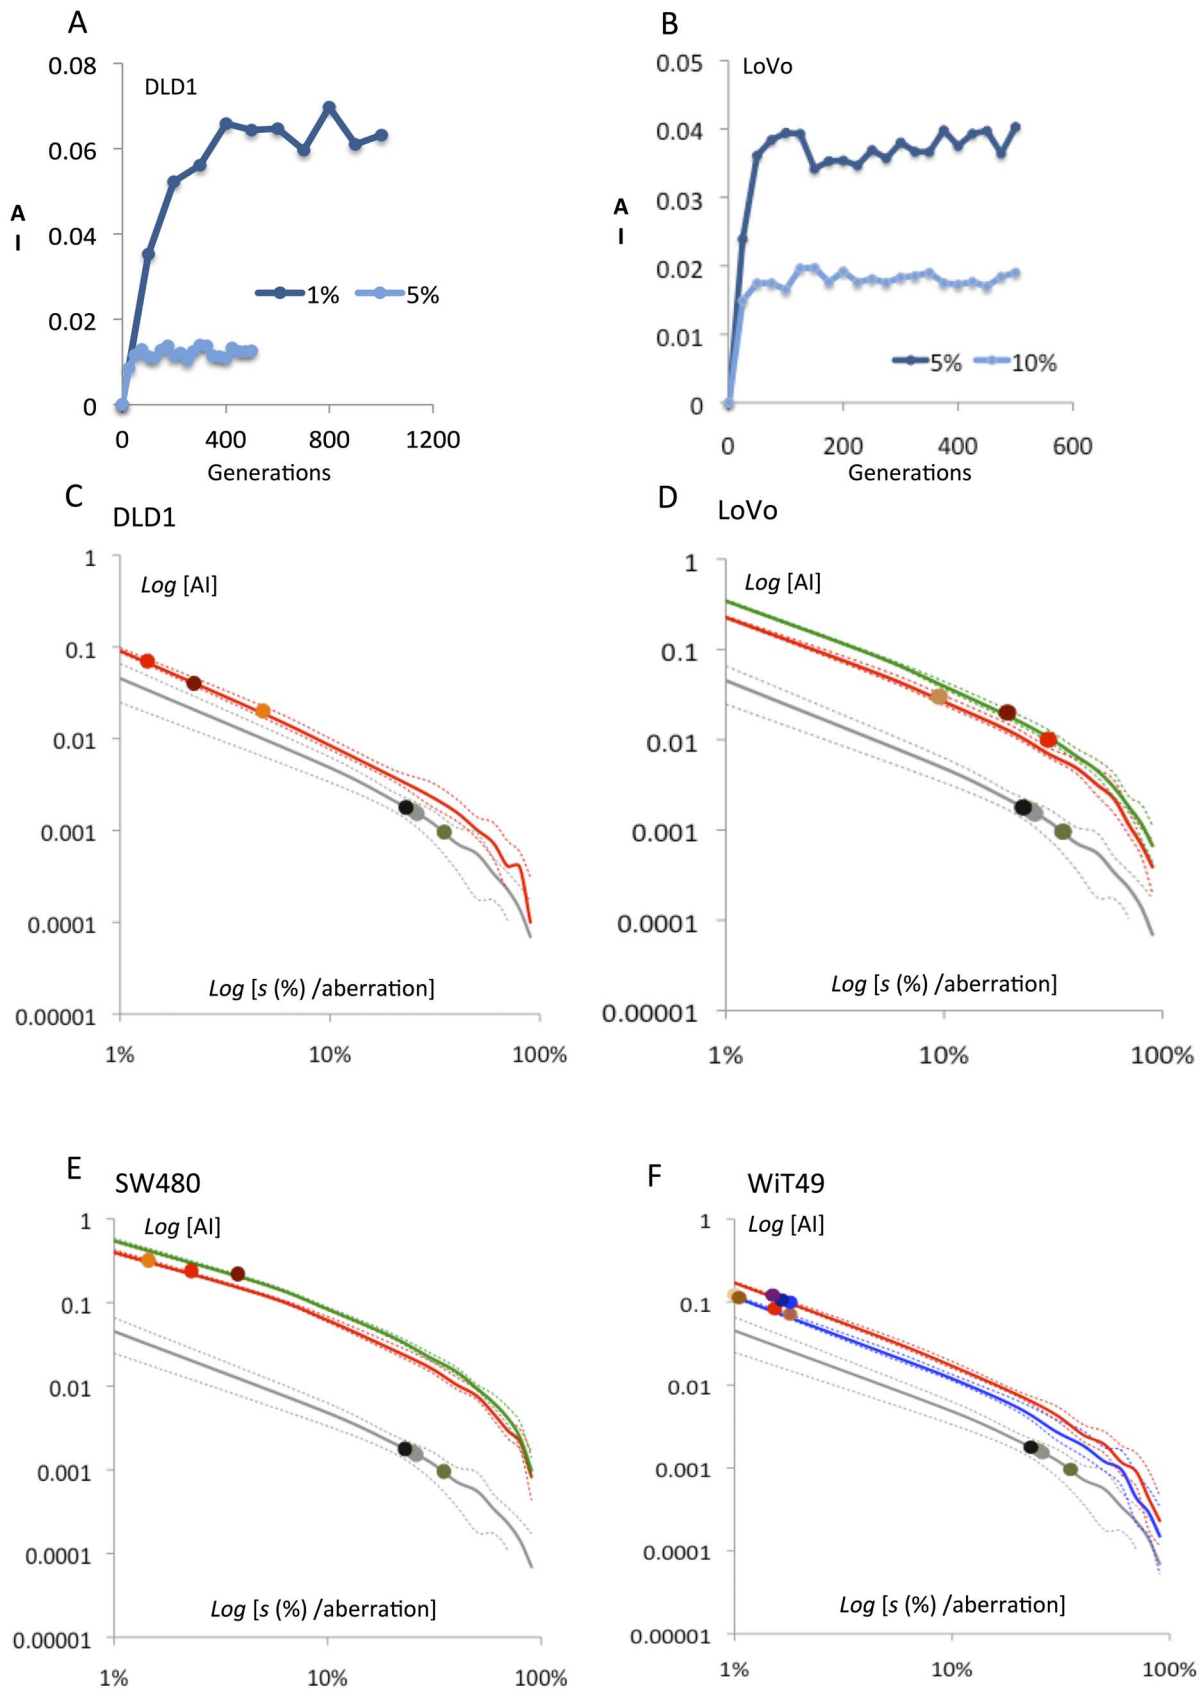 A
DLD1
0.08
0.06
0.04
0.02
0
A
I
1%
5%
0
400
800
1200
Generations
B
LoVo
0.05
0.04
0.03
0.02
0.01
0
A
I
5%
10%
0
200
400
600
Generations
C
DLD1
Log [AI]
1
0.1
0.01
0.001
0.0001
0.00001
Log [s (%) /aberration]
1%
10%
100%
D
LoVo
Log [AI]
1
0.1
0.01
0.001
0.0001
0.00001
Log [s (%) /aberration]
1%
10%
100%
E
SW480
Log [AI]
1
0.1
0.01
0.001
0.0001
0.00001
Log [s (%) /aberration]
1%
10%
100%
F
WiT49
Log [AI]
1
0.1
0.01
0.001
0.0001
0.00001
Log [s (%) /aberration]
1%
10%
100%